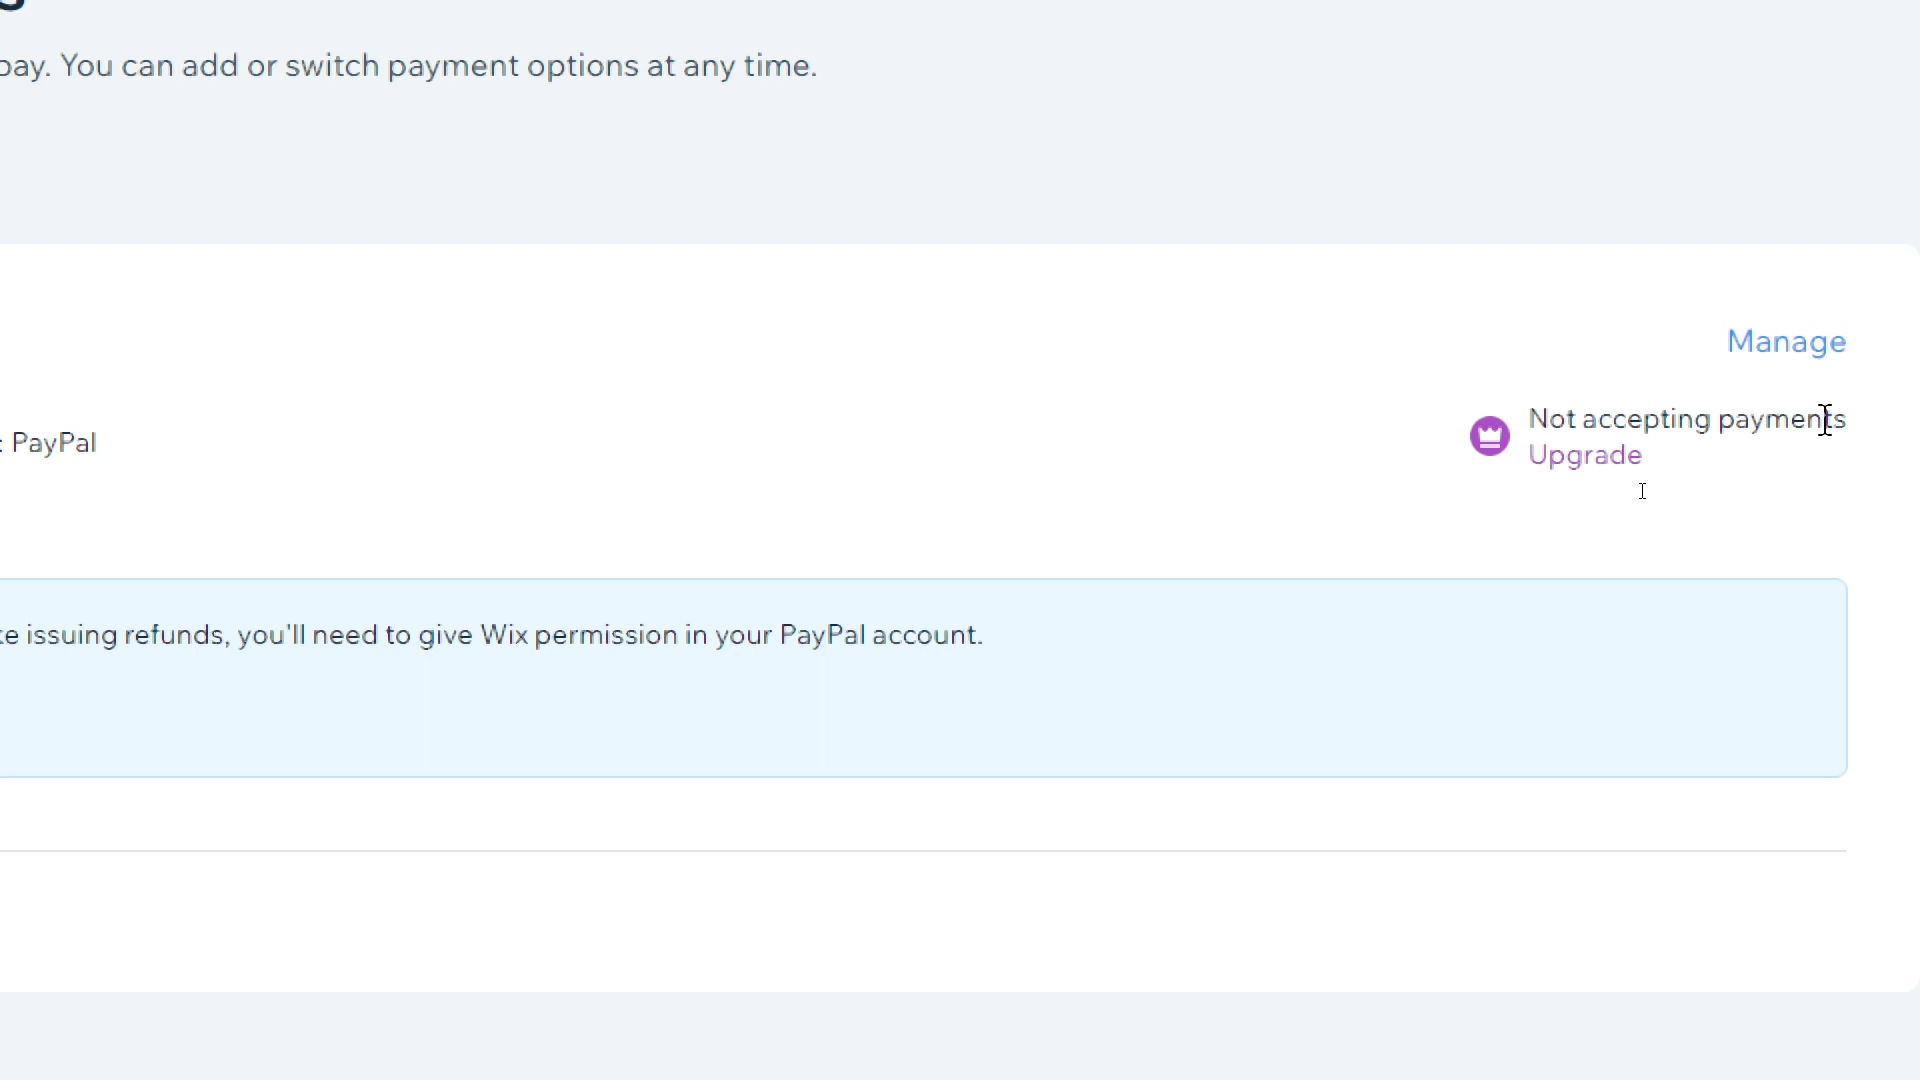 pay. You can add or switch payment options at any time.
Manage
Not accepting payments
: PayPal
Upgrade
issuing refunds, you'll need to give Wix permission in your PayPal account.